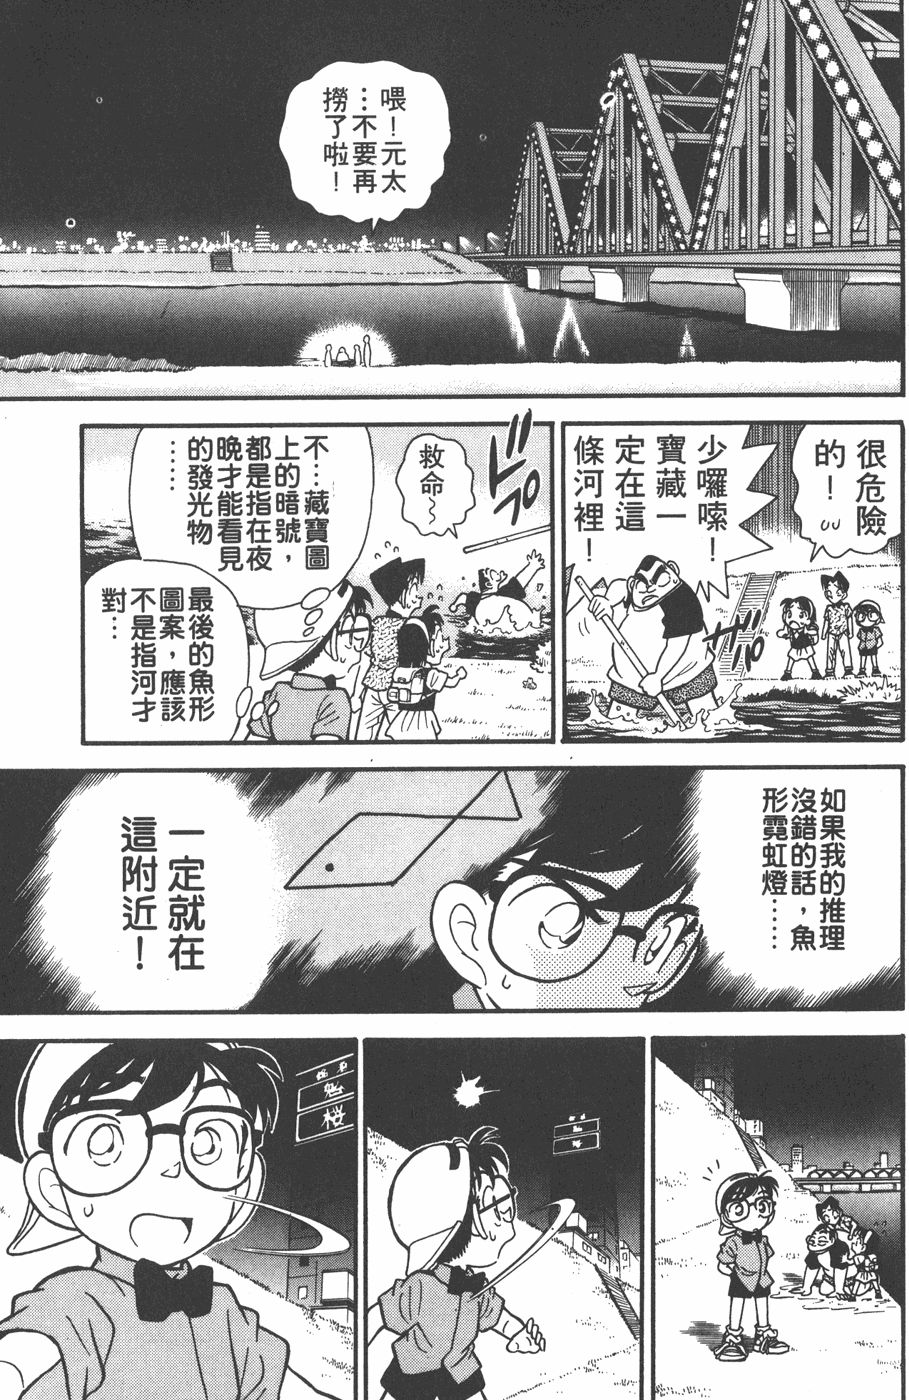 喂！元太
…不要再
撈了啦！
很危險
的！
少囉嗦！
寶藏一
定在這
條河裡！
救命～
不…藏寶圖
上的暗號，
都是指在夜
晚才能看見
的發光物
……
最後的魚形
圖案，應該
不是指河才
對…
如果我的推理
沒錯的話，魚
形霓虹燈……
一定就在
這附近！